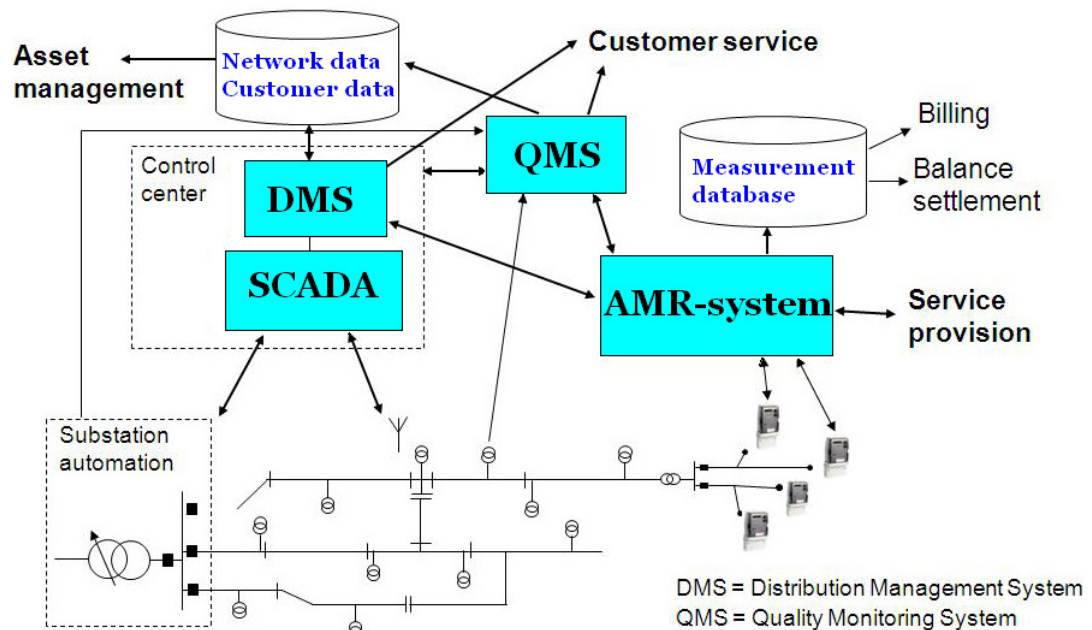 Asset
management
Network data
Customer data
Customer service
Control
center
QMS
DMS
SCADA
Measurement
database
Billing
Balance
settlement
AMR-system
Service
provision
Substation
automation
DMS = Distribution Management System
QMS = Quality Monitoring System